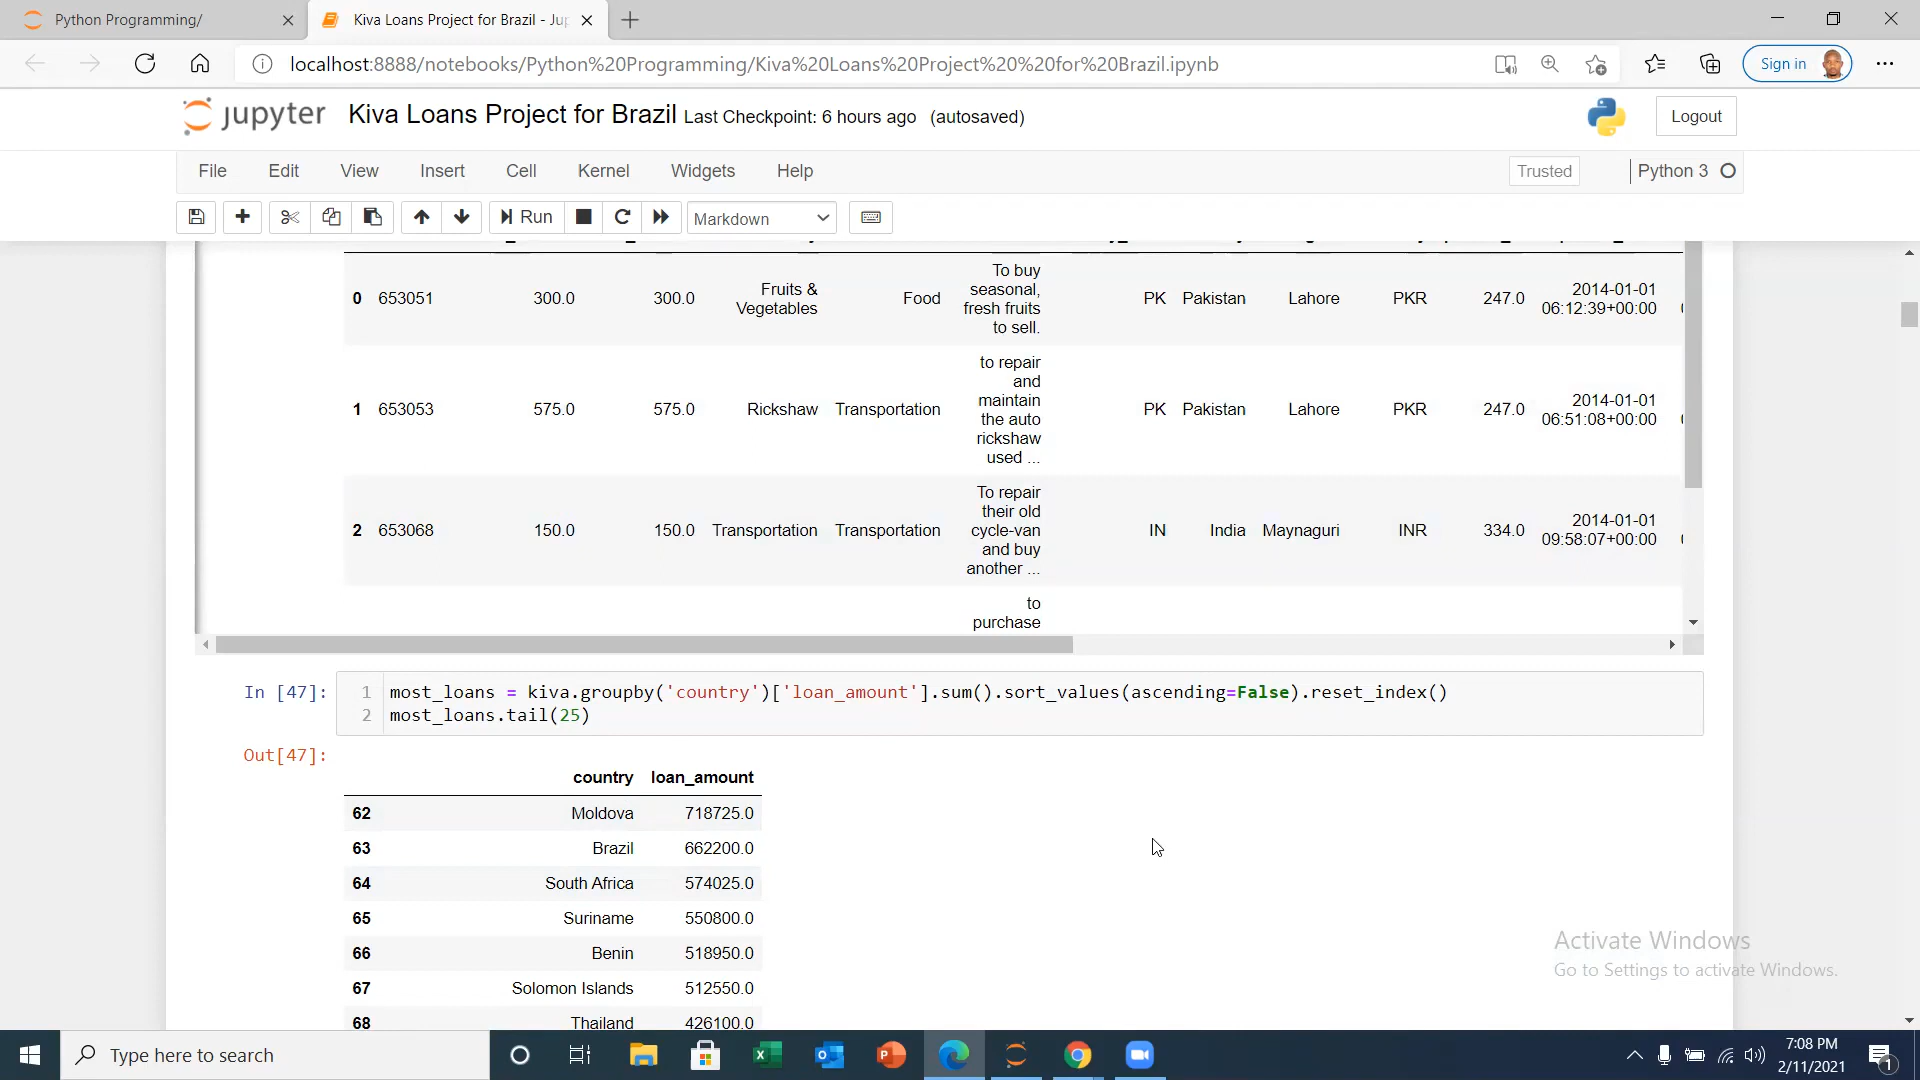 Python Programming/
Kiva Loans Project for Brazil - Jup
localhost:8888/notebooks/Python%20Programming/Kiva%20Loans%20Project%20%20for%20Brazil.ipynb
Sign in
jupyter Kiva Loans Project for Brazil Last Checkpoint: 6 hours ago (autosaved)
Logout
File Edit View Insert Cell Kernel Widgets Help
Trusted
Python 3
Run
Markdown
0 653051 300.0 300.0 Fruits & Vegetables Food To buy seasonal, fresh fruits to sell. PK Pakistan Lahore PKR 247.0 2014-01-01 06:12:39+00:00
1 653053 575.0 575.0 Rickshaw Transportation to repair and maintain the auto rickshaw used ... PK Pakistan Lahore PKR 247.0 2014-01-01 06:51:08+00:00
2 653068 150.0 150.0 Transportation Transportation To repair their old cycle-van and buy another ... IN India Maynaguri INR 334.0 2014-01-01 09:58:07+00:00
to purchase
In [47]:
1 most_loans = kiva.groupby('country')['loan_amount'].sum().sort_values(ascending=False).reset_index()
2 most_loans.tail(25)
Out[47]:
country loan_amount
62 Moldova 718725.0
63 Brazil 662200.0
64 South Africa 574025.0
65 Suriname 550800.0
66 Benin 518950.0
67 Solomon Islands 512550.0
68 Thailand 426100.0
Activate Windows
Go to Settings to activate Windows.
Type here to search
7:08 PM
2/11/2021
1